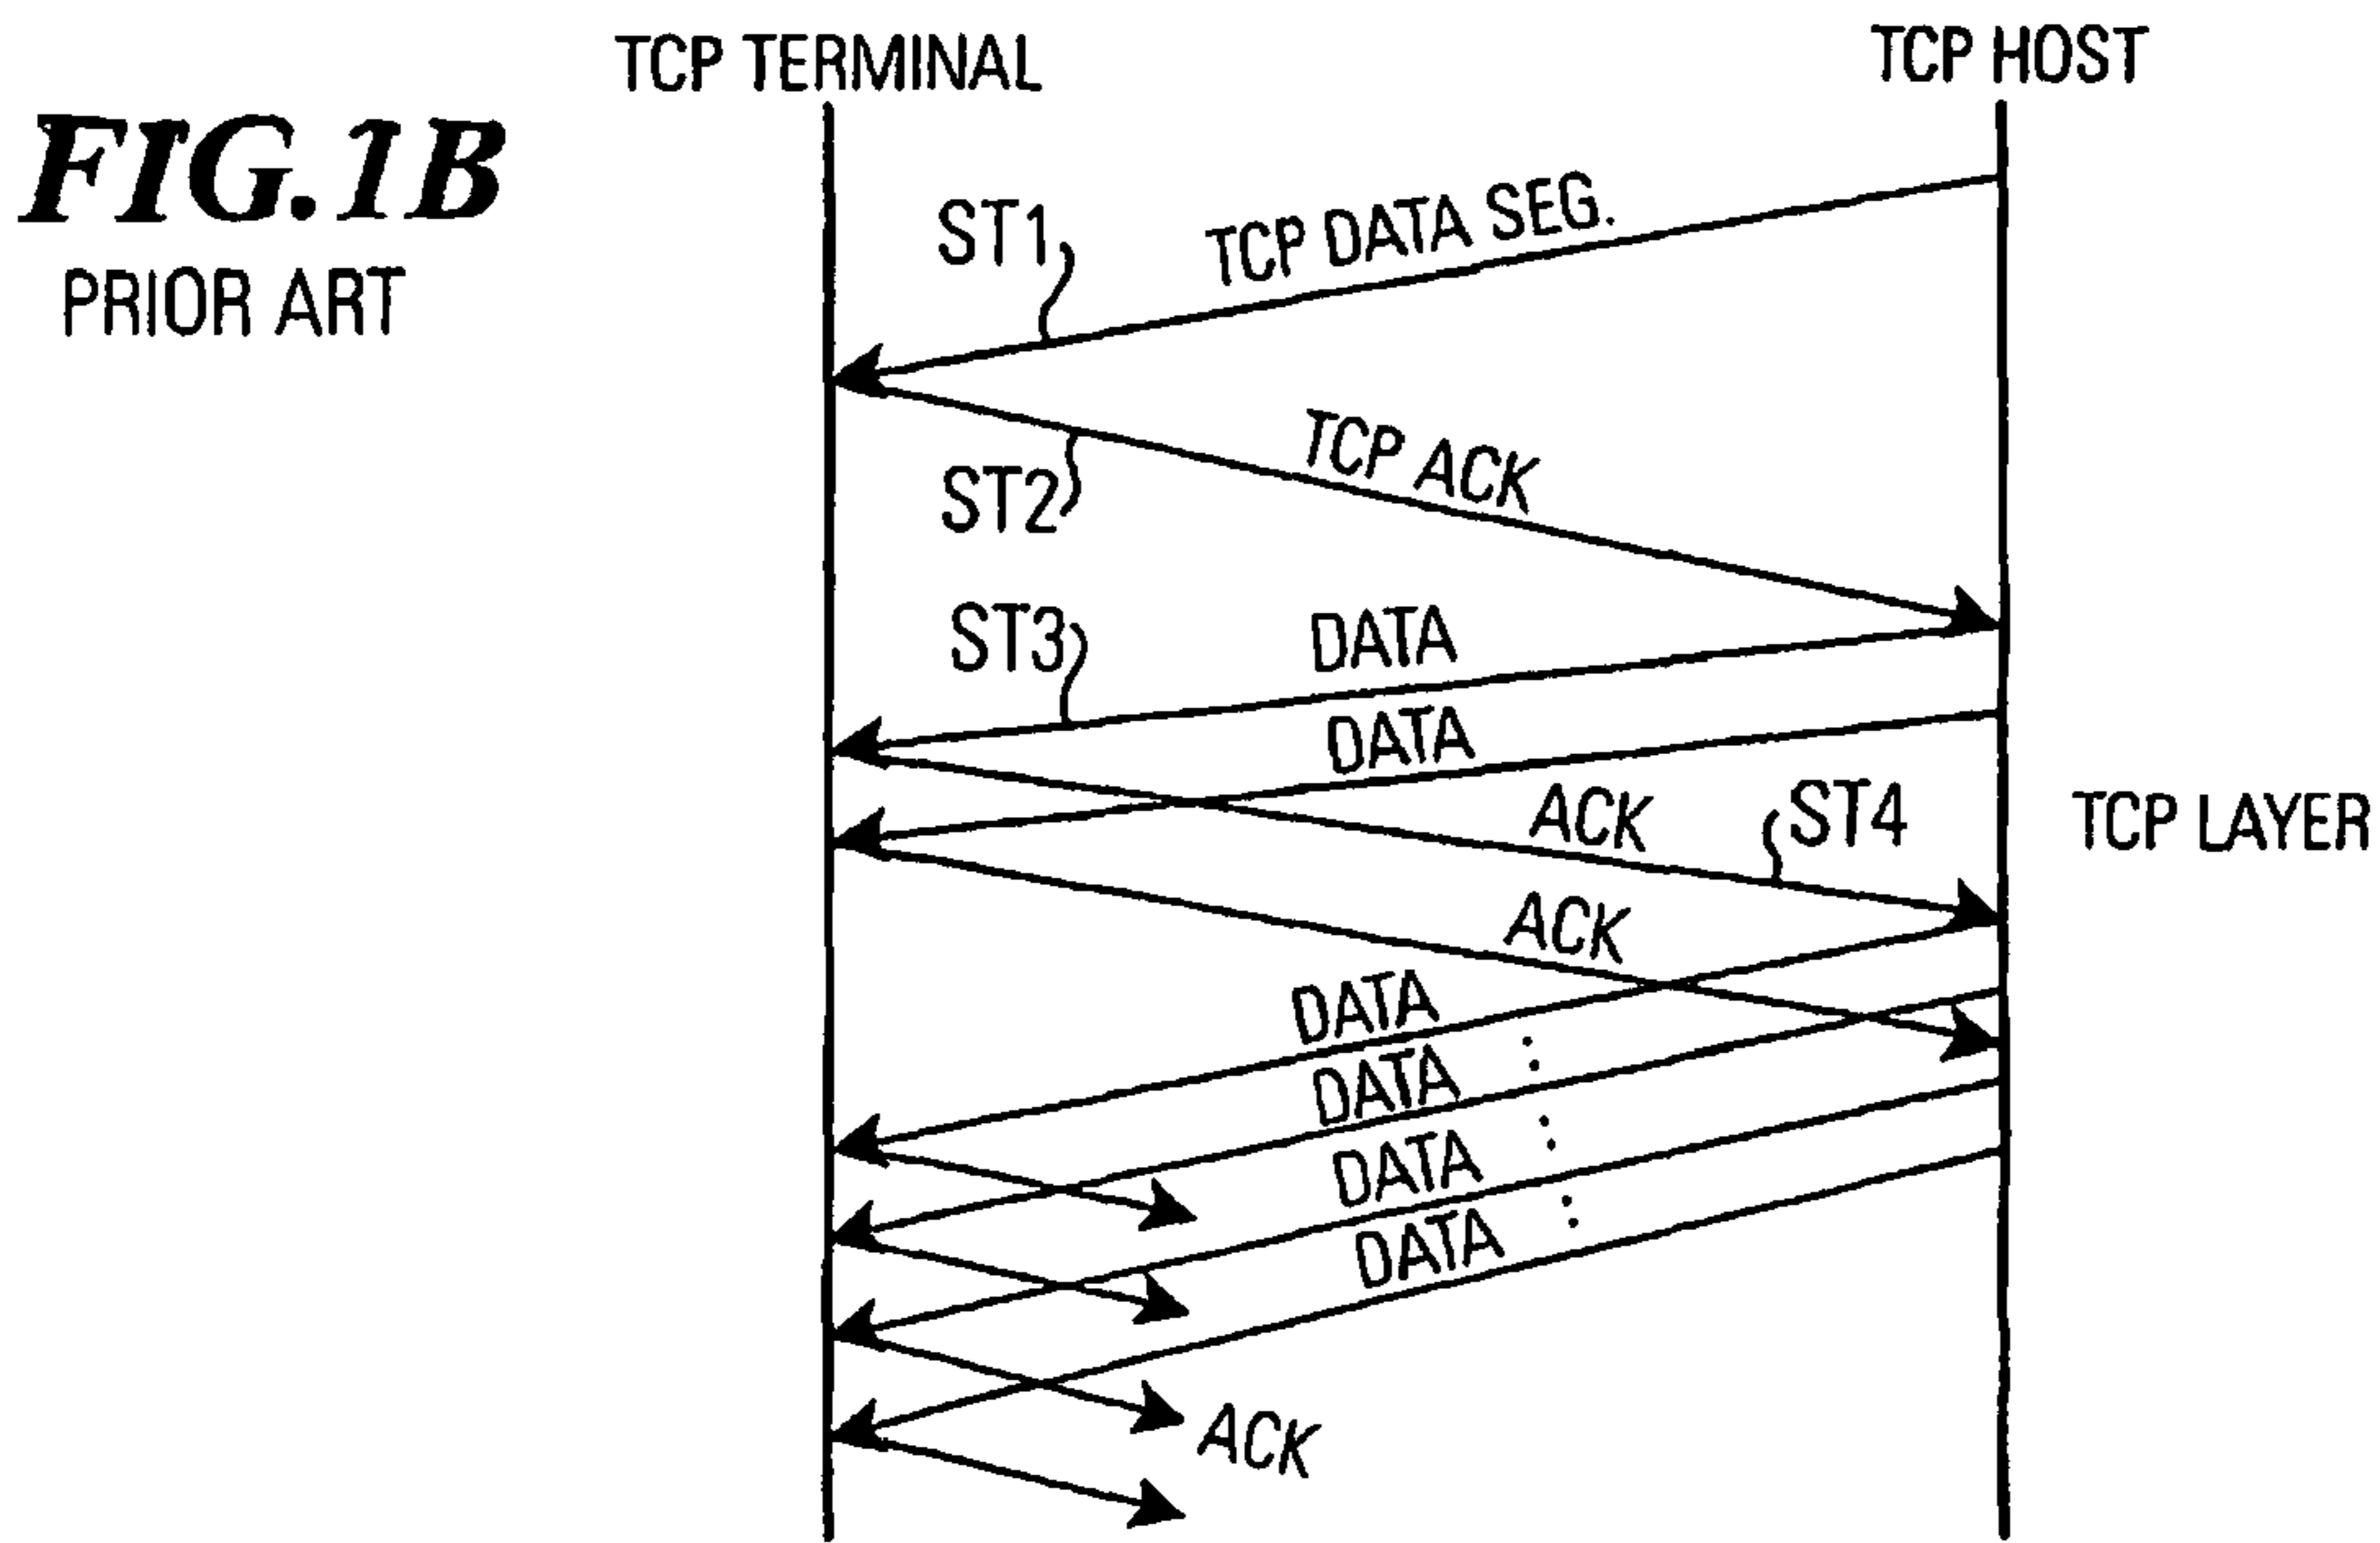 TCP TERMINAL
TCP HOST
FIG.1B
PRIOR ART
ST1
TCP DATA SEG.
TCP ACK
ST2
ST3
DATA
DATA
ACK
ST4
TCP LAYER
ACK
DATA
DATA
DATA
DATA
ACK